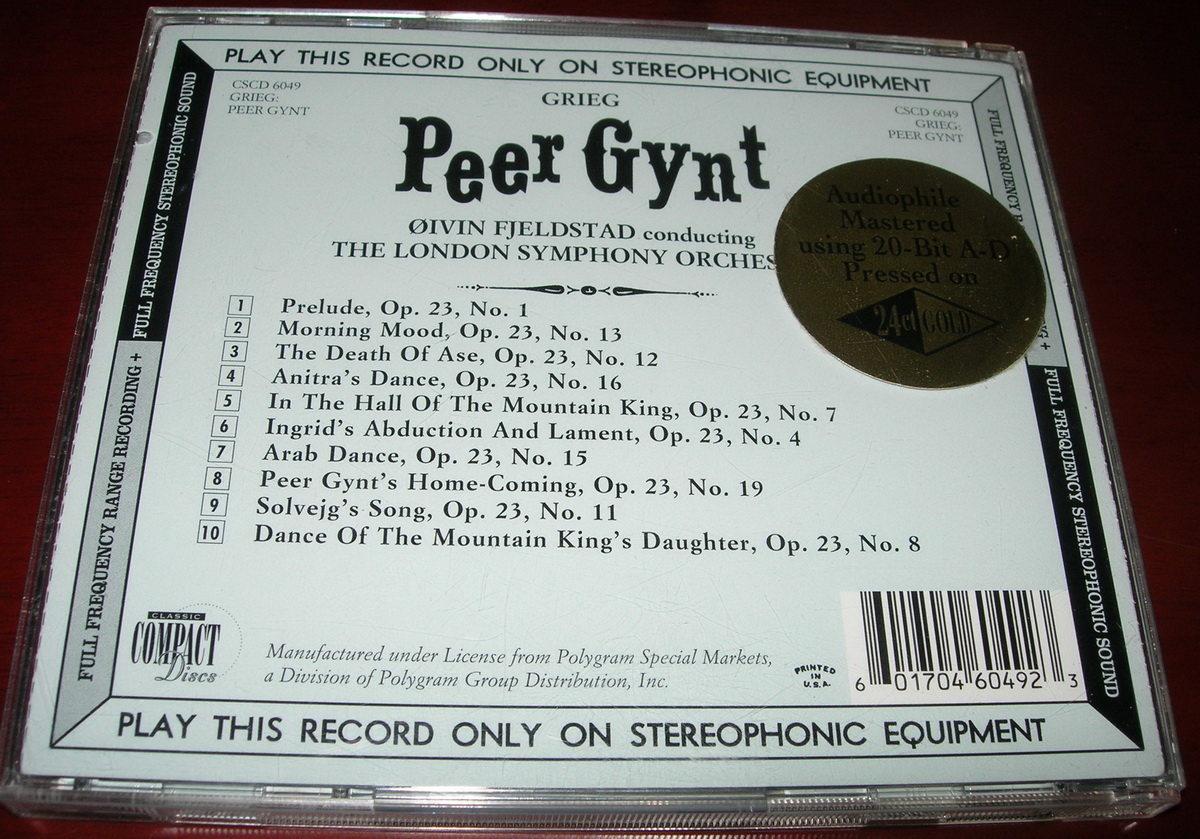 PLAY THIS RECORD ONLY ON STEREOPHONIC EQUIPMENT
CSCD 6049
GRIEG:
PEER GYNT
GRIEG
CSCD 6049
GRIEG:
PEER GYNT
Peer Gynt
ØIVIN FJELDSTAD conducting
THE LONDON SYMPHONY ORCHES
Audiophile
Mastered
using 20-Bit A-D
Pressed on
24ct GOLD
1 Prelude, Op. 23, No. 1
2 Morning Mood, Op. 23, No. 13
3 The Death Of Ase, Op. 23, No. 12
4 Anitra's Dance, Op. 23, No. 16
5 In The Hall Of The Mountain King, Op. 23, No. 7
6 Ingrid's Abduction And Lament, Op. 23, No. 4
7 Arab Dance, Op. 23, No. 15
8 Peer Gynt's Home-Coming, Op. 23, No. 19
9 Solvejg's Song, Op. 23, No. 11
10 Dance Of The Mountain King's Daughter, Op. 23, No. 8
FULL FREQUENCY RANGE RECORDING + FULL FREQUENCY STEREOPHONIC SOUND
FULL FREQUENCY
+ FULL FREQUENCY STEREOPHONIC SOUND
CLASSIC
COMPACT
Discs
Manufactured under License from Polygram Special Markets,
a Division of Polygram Group Distribution, Inc.
PRINTED
IN
U.S.A.
6 01704 60492 3
PLAY THIS RECORD ONLY ON STEREOPHONIC EQUIPMENT